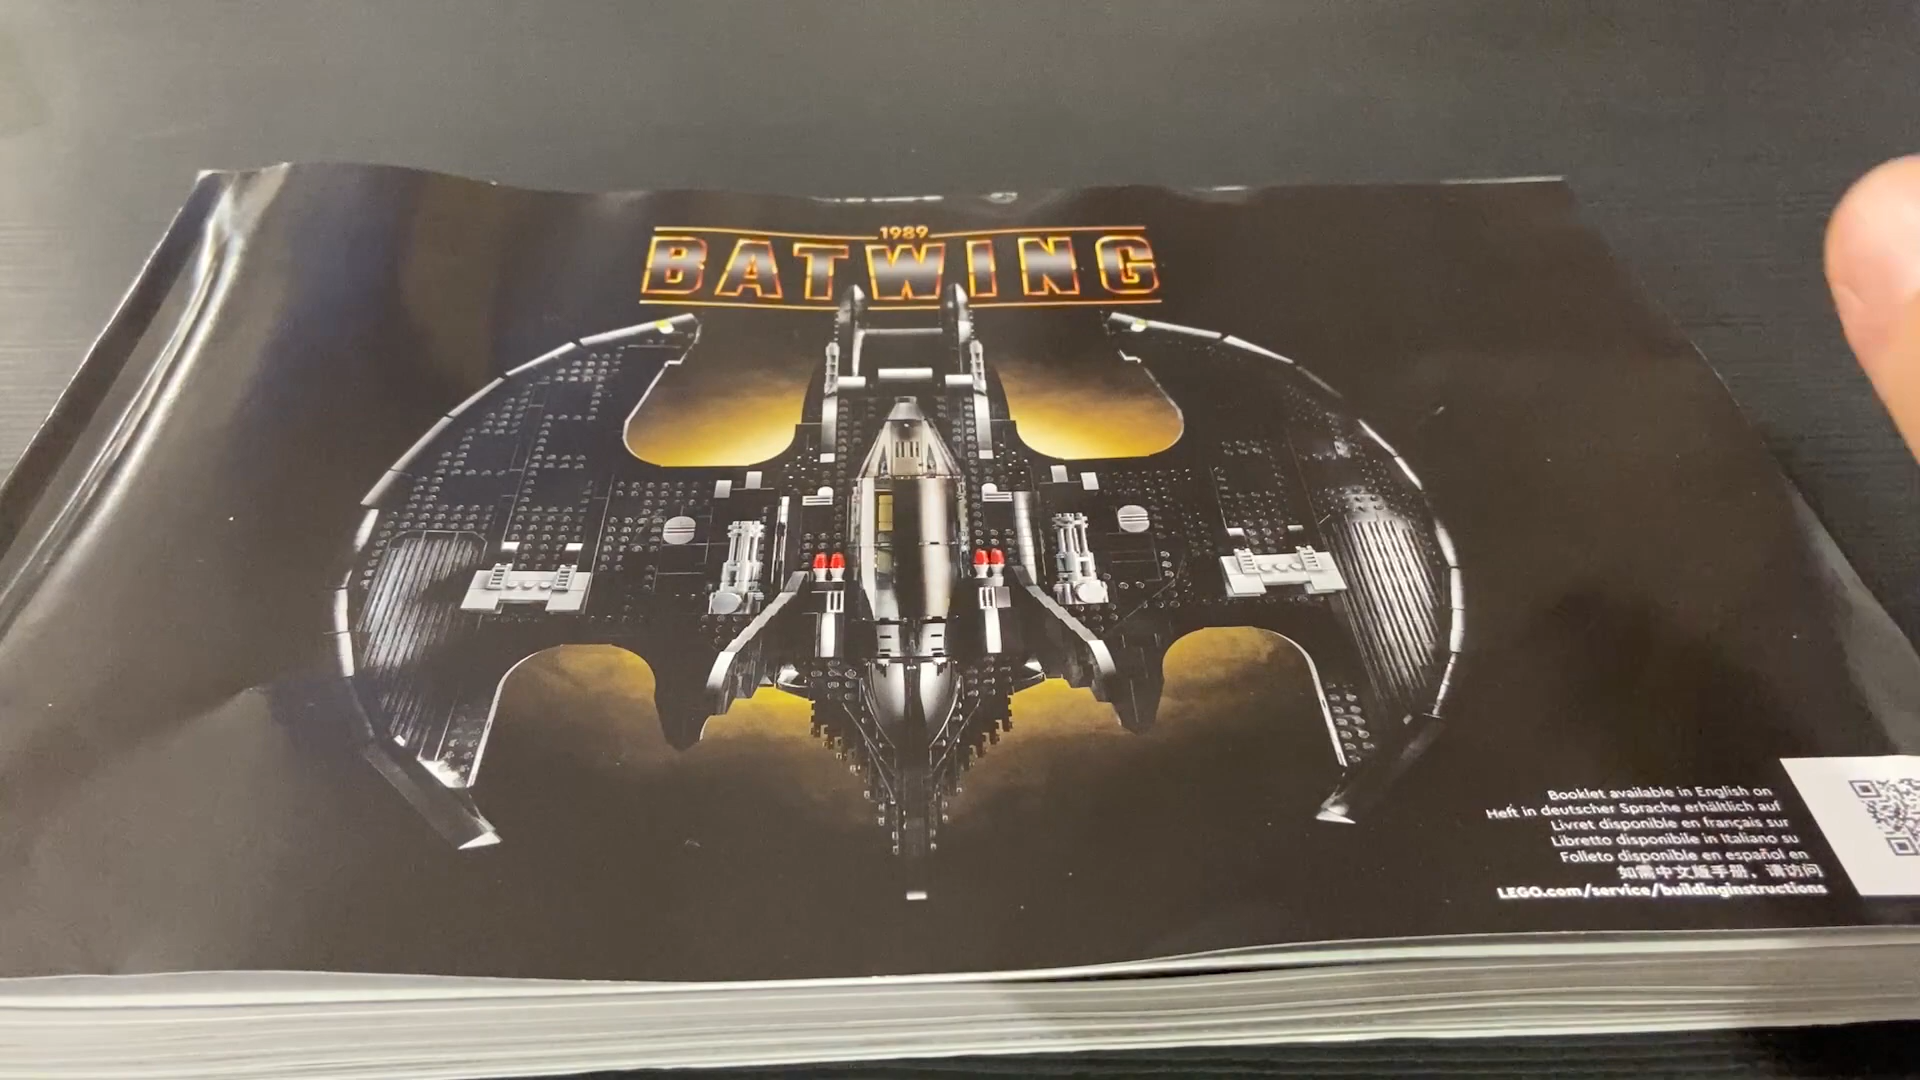 1989
BATWING
Booklet available in English on
Heft in deutscher Sprache erhältlich auf
Livret disponible en français sur
Libretto disponibile in Italiano su
Folleto disponible en español en
如需中文版手册，请访问
LEGO.com/service/buildinginstructions